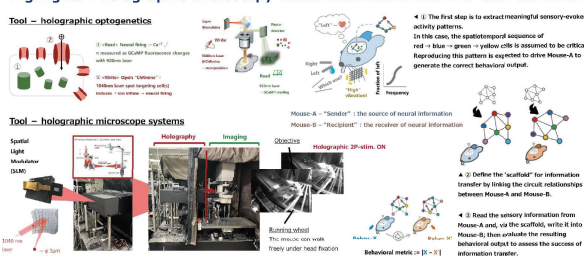 Tool – holographic optogenetics
① <Read> Neural firing → Ca²⁺
measured as GCaMP fluorescence changes
with 920nm laser
② <Write> Open "ChRmine"
1040nm laser spot targeting cell(s)
induces + ion inflow → neural firing
Write
Read
"Left"
Right
Left
Which one?
"High"
vibration!
Fraction of left
Frequency
◄ ① The first step is to extract meaningful sensory-evoked
activity patterns.
In this case, the spatiotemporal sequence of
red → blue → green → yellow cells is assumed to be critical
Reproducing this pattern is expected to drive Mouse-A to
generate the correct behavioral output.
Mouse-A – "Sender" : the source of neural information
Mouse-B – "Recipient" : the receiver of neural information
Tool – holographic microscope systems
Spatial
Light
Modulator
(SLM)
1040 nm
laser
~ φ 3μm
Holography
Imaging
Objective
Holographic 2P-stim. ON
Running wheel
The mouse can walk
freely under head fixation
▲ ② Define the 'scaffold' for information
transfer by linking the circuit relationships
between Mouse-A and Mouse-B.
◄ ③ Read the sensory information from
Mouse-A and, via the scaffold, write it into
Mouse-B; then evaluate the resulting
behavioral output to assess the success of
information transfer.
Behavioral metric := |X – X'|